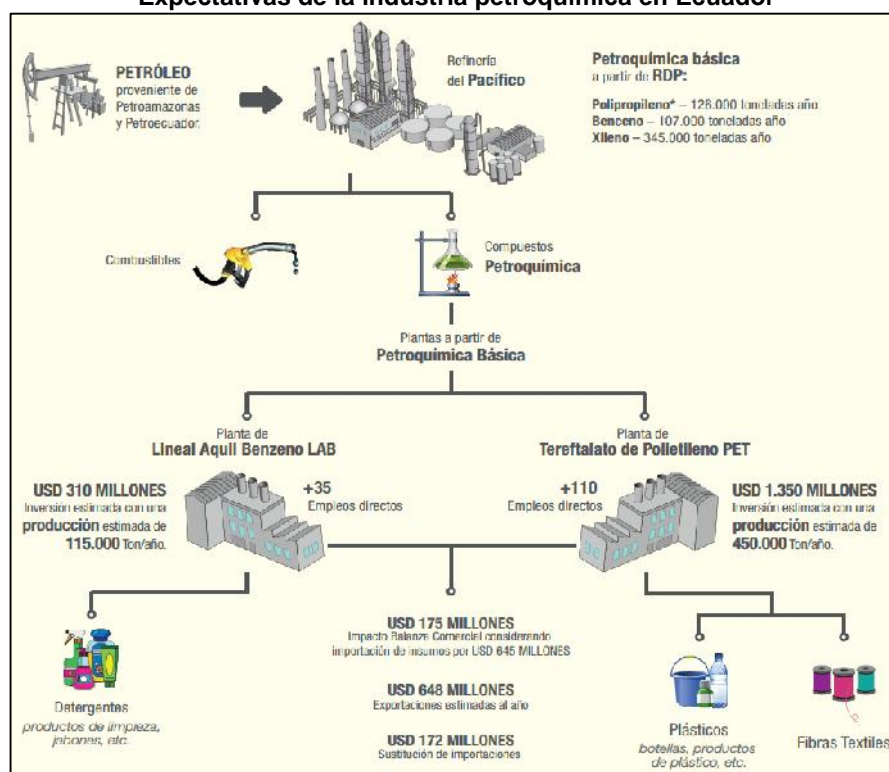 Expectativas de la industria petroquímica en Ecuador
PETRÓLEO
proveniente de
Petroamazonas
y Petroecuador.
Refinería
del Pacífico
Petroquímica básica
a partir de RDP:
Polipropileno* – 126.000 toneladas año
Benceno – 107.000 toneladas año
Xileno – 345.000 toneladas año
Combustibles
Compuestos
Petroquímica
Plantas a partir de
Petroquímica Básica
Planta de
Lineal Aquil Benzeno LAB
USD 310 MILLONES
Inversión estimada con una
producción estimada de
115.000 Ton/año.
+35
Empleos directos
Planta de
Tereftalato de Polietileno PET
+110
Empleos directos
USD 1.350 MILLONES
Inversión estimada con una
producción estimada de
450.000 Ton/año.
USD 175 MILLONES
Impacto Balanza Comercial considerando
importación de insumos por USD 645 MILLONES
USD 648 MILLONES
Exportaciones estimadas al año
USD 172 MILLONES
Sustitución de importaciones
Detergentes
productos de limpieza,
jabones, etc.
Plásticos
botellas, productos
de plástico, etc.
Fibras Textiles